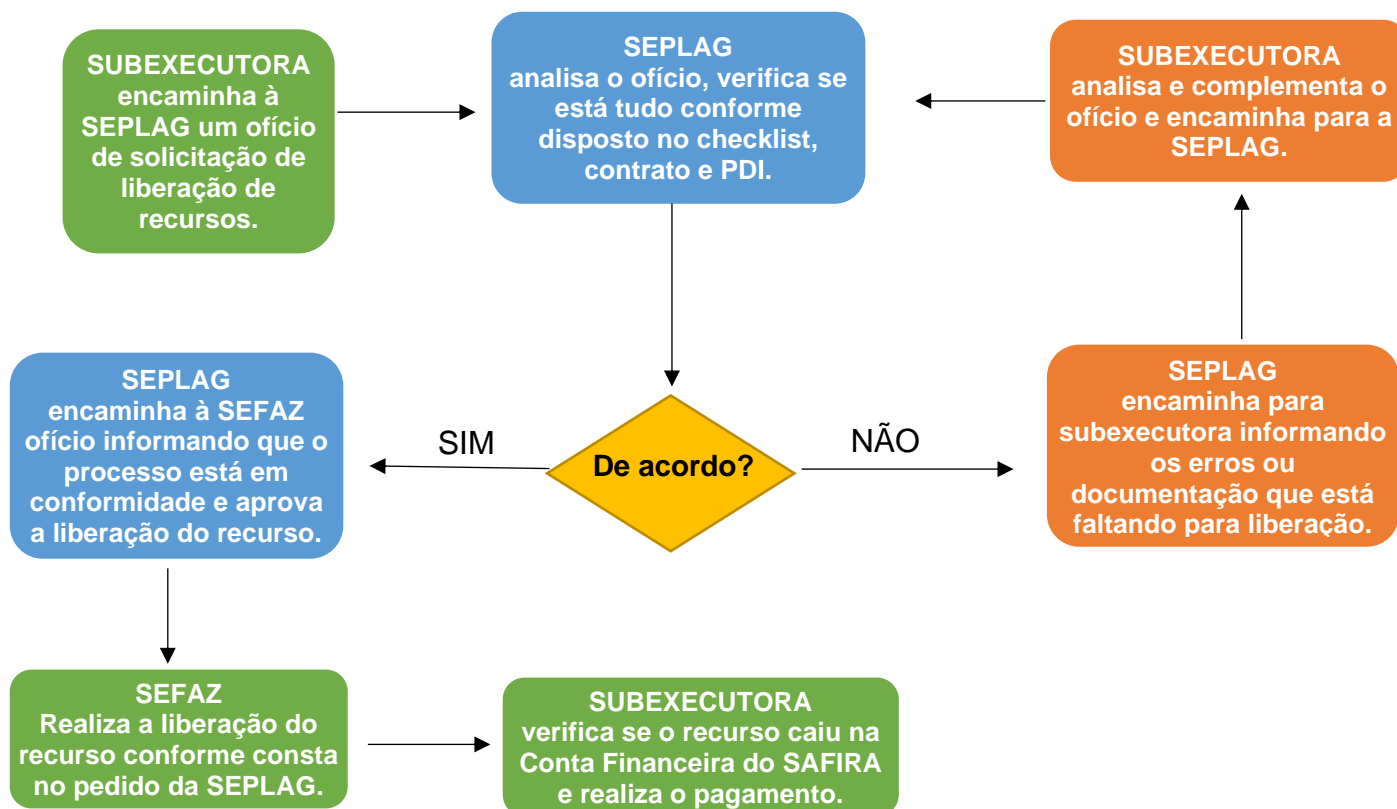 SUBEXECUTORA
encaminha à
SEPLAG um ofício
de solicitação de
liberação de
recursos.
SEPLAG
analisa o ofício, verifica se
está tudo conforme
disposto no checklist,
contrato e PDI.
SUBEXECUTORA
analisa e complementa o
ofício e encaminha para a
SEPLAG.
SEPLAG
encaminha à SEFAZ
ofício informando que o
processo está em
conformidade e aprova
a liberação do recurso.
SIM
De acordo?
NÃO
SEPLAG
encaminha para
subexecutora informando
os erros ou
documentação que está
faltando para liberação.
SEFAZ
Realiza a liberação do
recurso conforme consta
no pedido da SEPLAG.
SUBEXECUTORA
verifica se o recurso caiu na
Conta Financeira do SAFIRA
e realiza o pagamento.